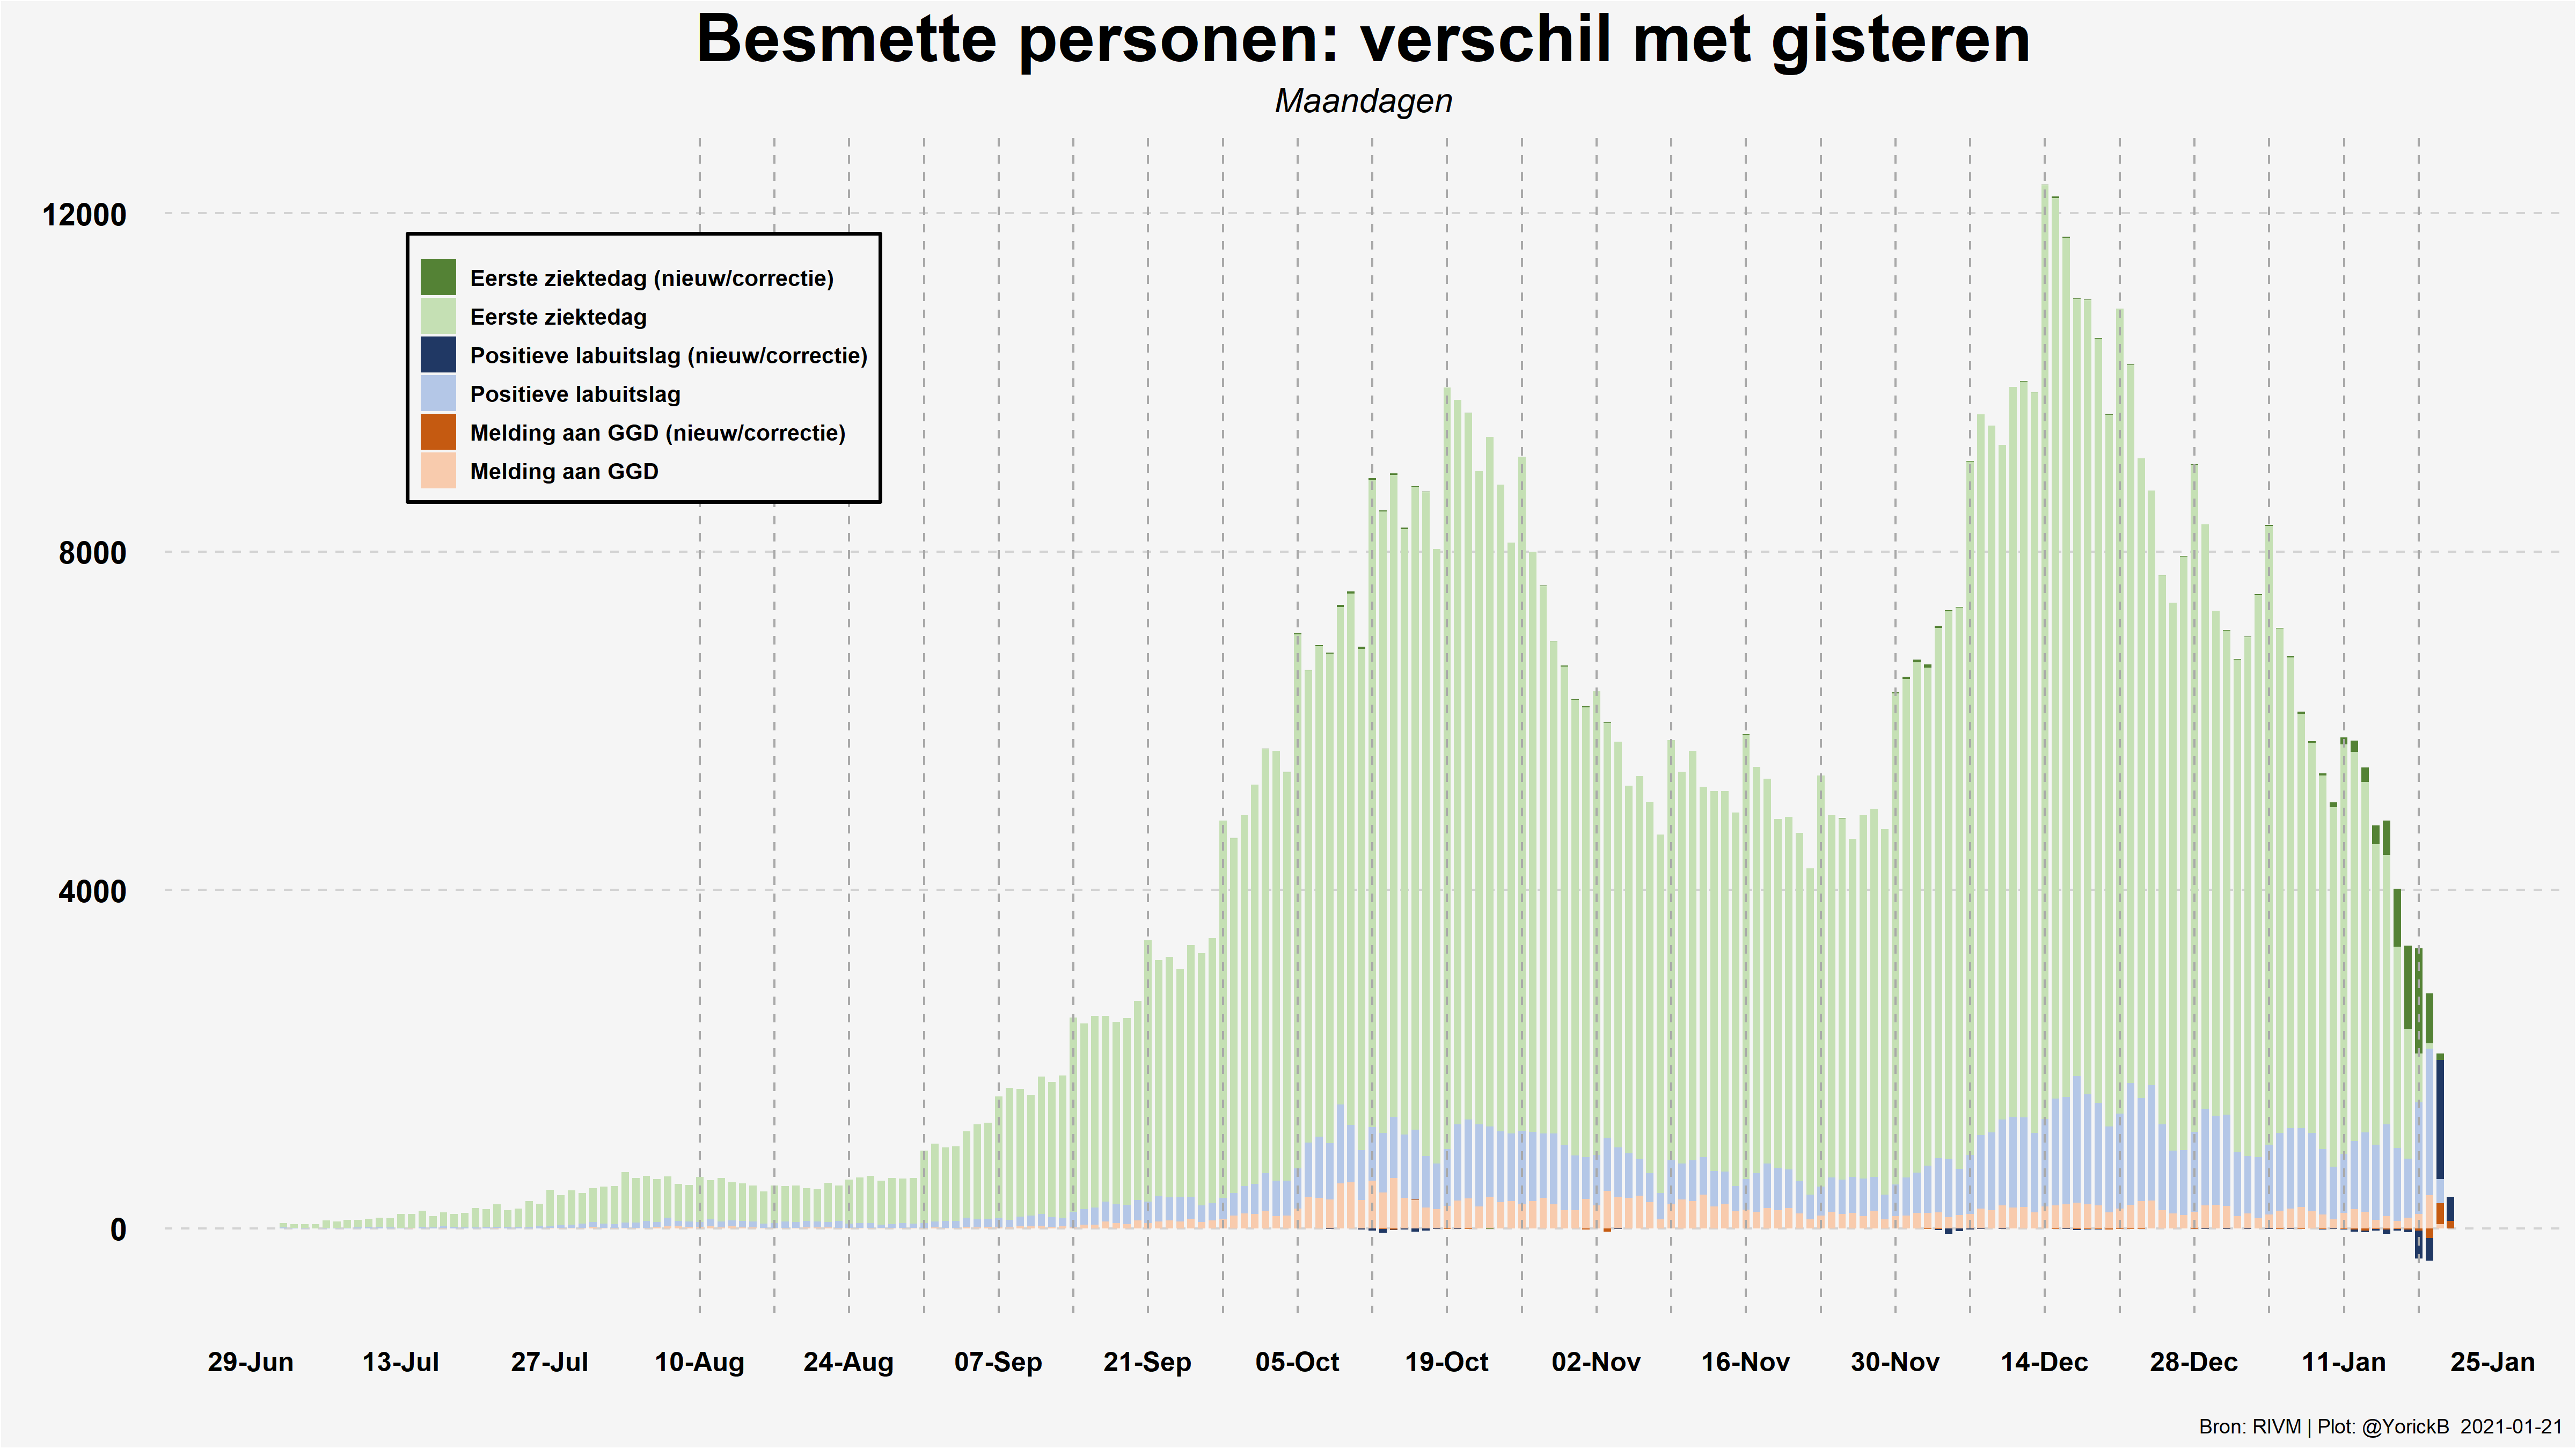 Besmette personen: verschil met gisteren
Maandagen
12000
8000
4000
0
Eerste ziektedag (nieuw/correctie)
Eerste ziektedag
Positieve labuitslag (nieuw/correctie)
Positieve labuitslag
Melding aan GGD (nieuw/correctie)
Melding aan GGD
29-Jun 13-Jul 27-Jul 10-Aug 24-Aug 07-Sep 21-Sep 05-Oct 19-Oct 02-Nov 16-Nov 30-Nov 14-Dec 28-Dec 11-Jan 25-Jan
Bron: RIVM | Plot: @YorickB 2021-01-21